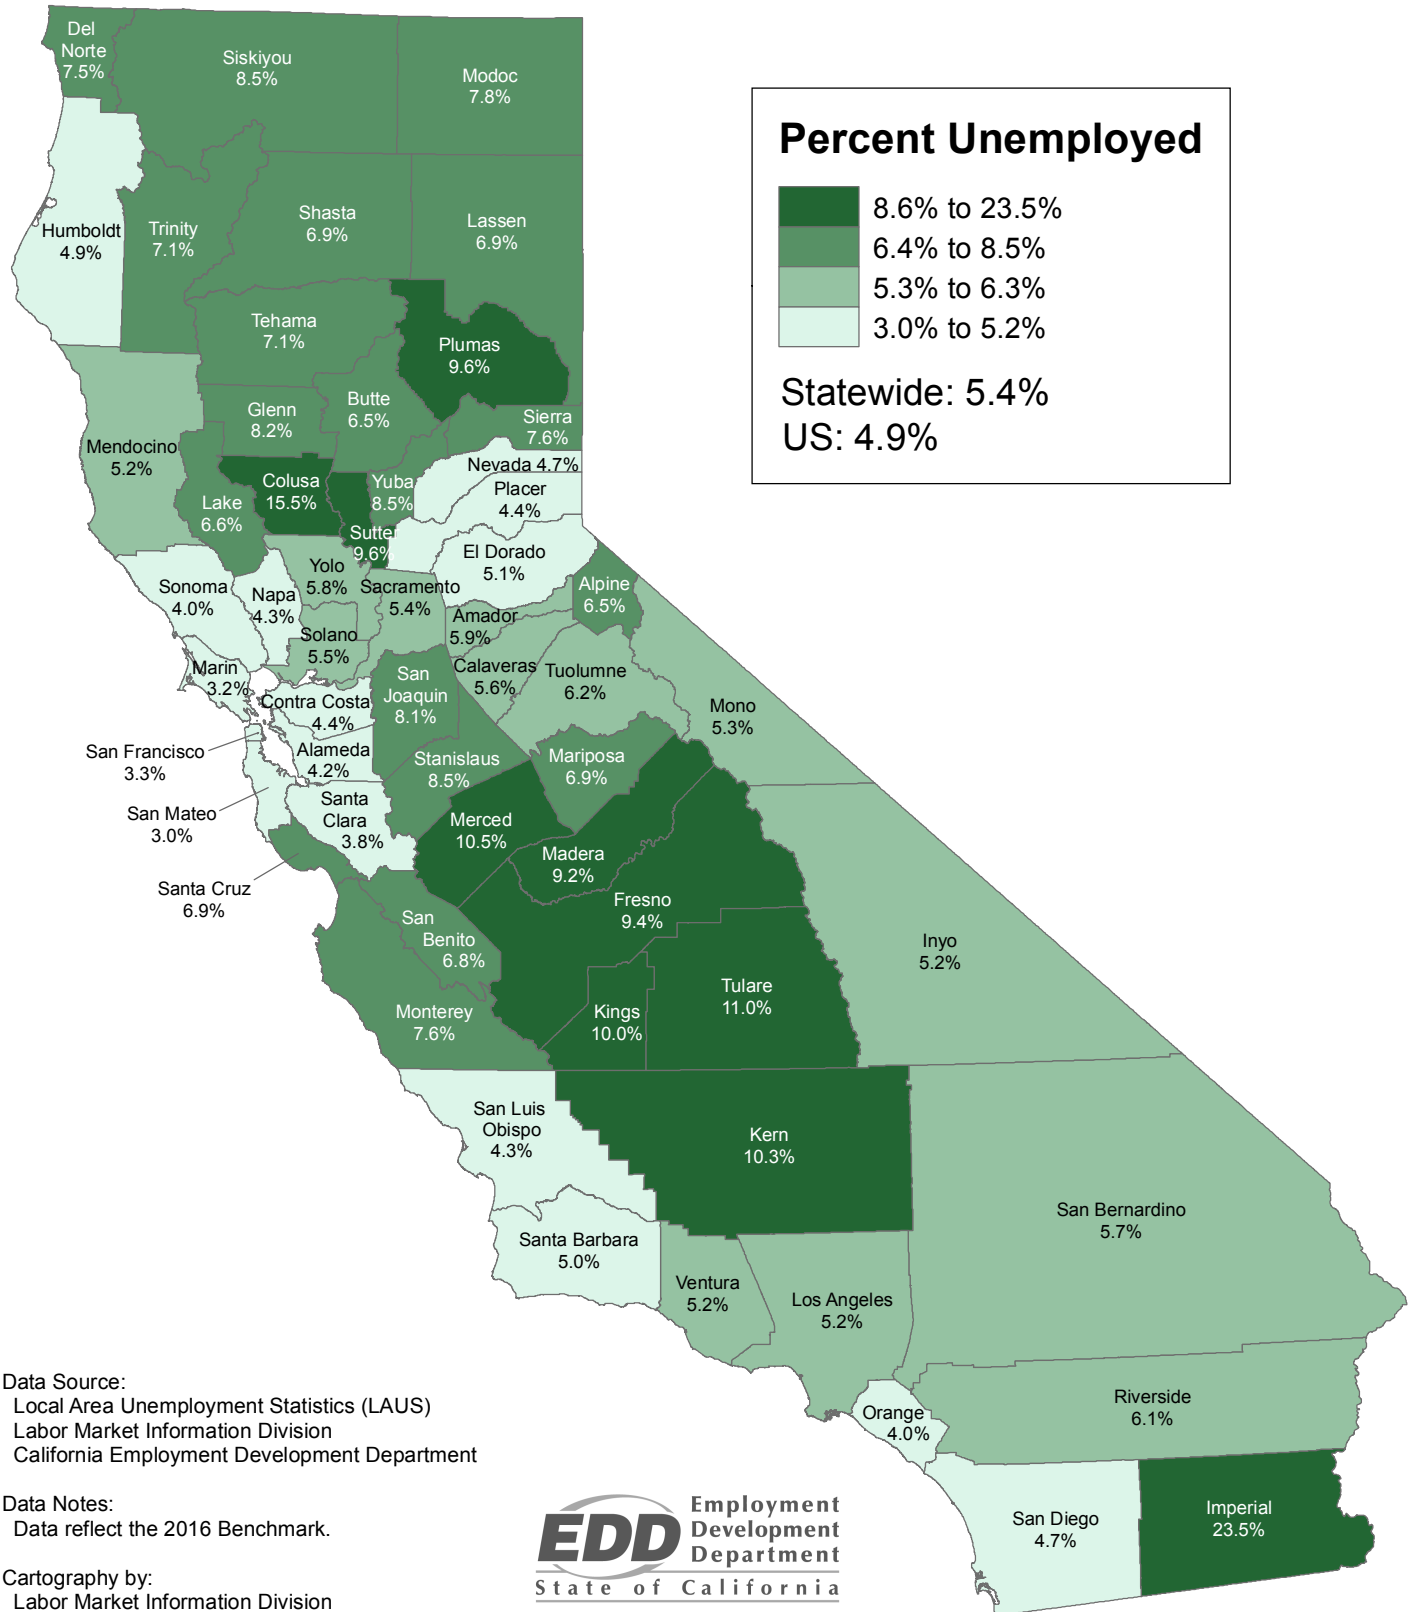 Del
Norte
7.5%
Siskiyou
8.5%
Modoc
7.8%
Percent Unemployed
8.6% to 23.5%
6.4% to 8.5%
5.3% to 6.3%
3.0% to 5.2%
Statewide: 5.4%
US: 4.9%
Humboldt
4.9%
Trinity
7.1%
Shasta
6.9%
Lassen
6.9%
Tehama
7.1%
Plumas
9.6%
Glenn
8.2%
Butte
6.5%
Sierra
7.6%
Mendocino
5.2%
Lake
6.6%
Colusa
15.5%
Sutter
9.6%
Yuba
8.5%
Nevada 4.7%
Placer
4.4%
El Dorado
5.1%
Sonoma
4.0%
Napa
4.3%
Yolo
5.8%
Sacramento
5.4%
Alpine
6.5%
Amador
5.9%
Solano
5.5%
Marin
3.2%
Contra Costa
4.4%
San
Joaquin
8.1%
Calaveras
5.6%
Tuolumne
6.2%
Mono
5.3%
San Francisco
3.3%
Alameda
4.2%
Stanislaus
8.5%
Mariposa
6.9%
San Mateo
3.0%
Santa
Clara
3.8%
Merced
10.5%
Madera
9.2%
Santa Cruz
6.9%
Fresno
9.4%
San
Benito
6.8%
Inyo
5.2%
Monterey
7.6%
Kings
10.0%
Tulare
11.0%
San Luis
Obispo
4.3%
Kern
10.3%
San Bernardino
5.7%
Santa Barbara
5.0%
Ventura
5.2%
Los Angeles
5.2%
Orange
4.0%
Riverside
6.1%
San Diego
4.7%
Imperial
23.5%
Data Source:
Local Area Unemployment Statistics (LAUS)
Labor Market Information Division
California Employment Development Department
Data Notes:
Data reflect the 2016 Benchmark.
Cartography by:
Labor Market Information Division
EDD
Employment
Development
Department
State of California